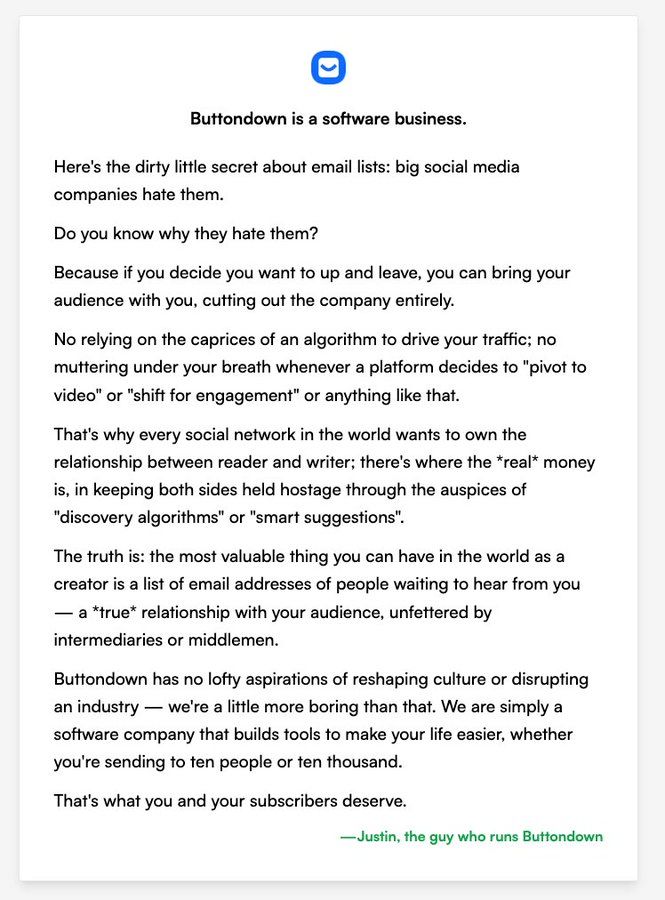 Buttondown is a software business.
Here's the dirty little secret about email lists: big social media
companies hate them.
Do you know why they hate them?
Because if you decide you want to up and leave, you can bring your
audience with you, cutting out the company entirely.
No relying on the caprices of an algorithm to drive your traffic; no
muttering under your breath whenever a platform decides to "pivot to
video" or "shift for engagement" or anything like that.
That's why every social network in the world wants to own the
relationship between reader and writer; there's where the *real* money
is, in keeping both sides held hostage through the auspices of
"discovery algorithms" or "smart suggestions".
The truth is: the most valuable thing you can have in the world as a
creator is a list of email addresses of people waiting to hear from you
— a *true* relationship with your audience, unfettered by
intermediaries or middlemen.
Buttondown has no lofty aspirations of reshaping culture or disrupting
an industry — we're a little more boring than that. We are simply a
software company that builds tools to make your life easier, whether
you're sending to ten people or ten thousand.
That's what you and your subscribers deserve.
—Justin, the guy who runs Buttondown